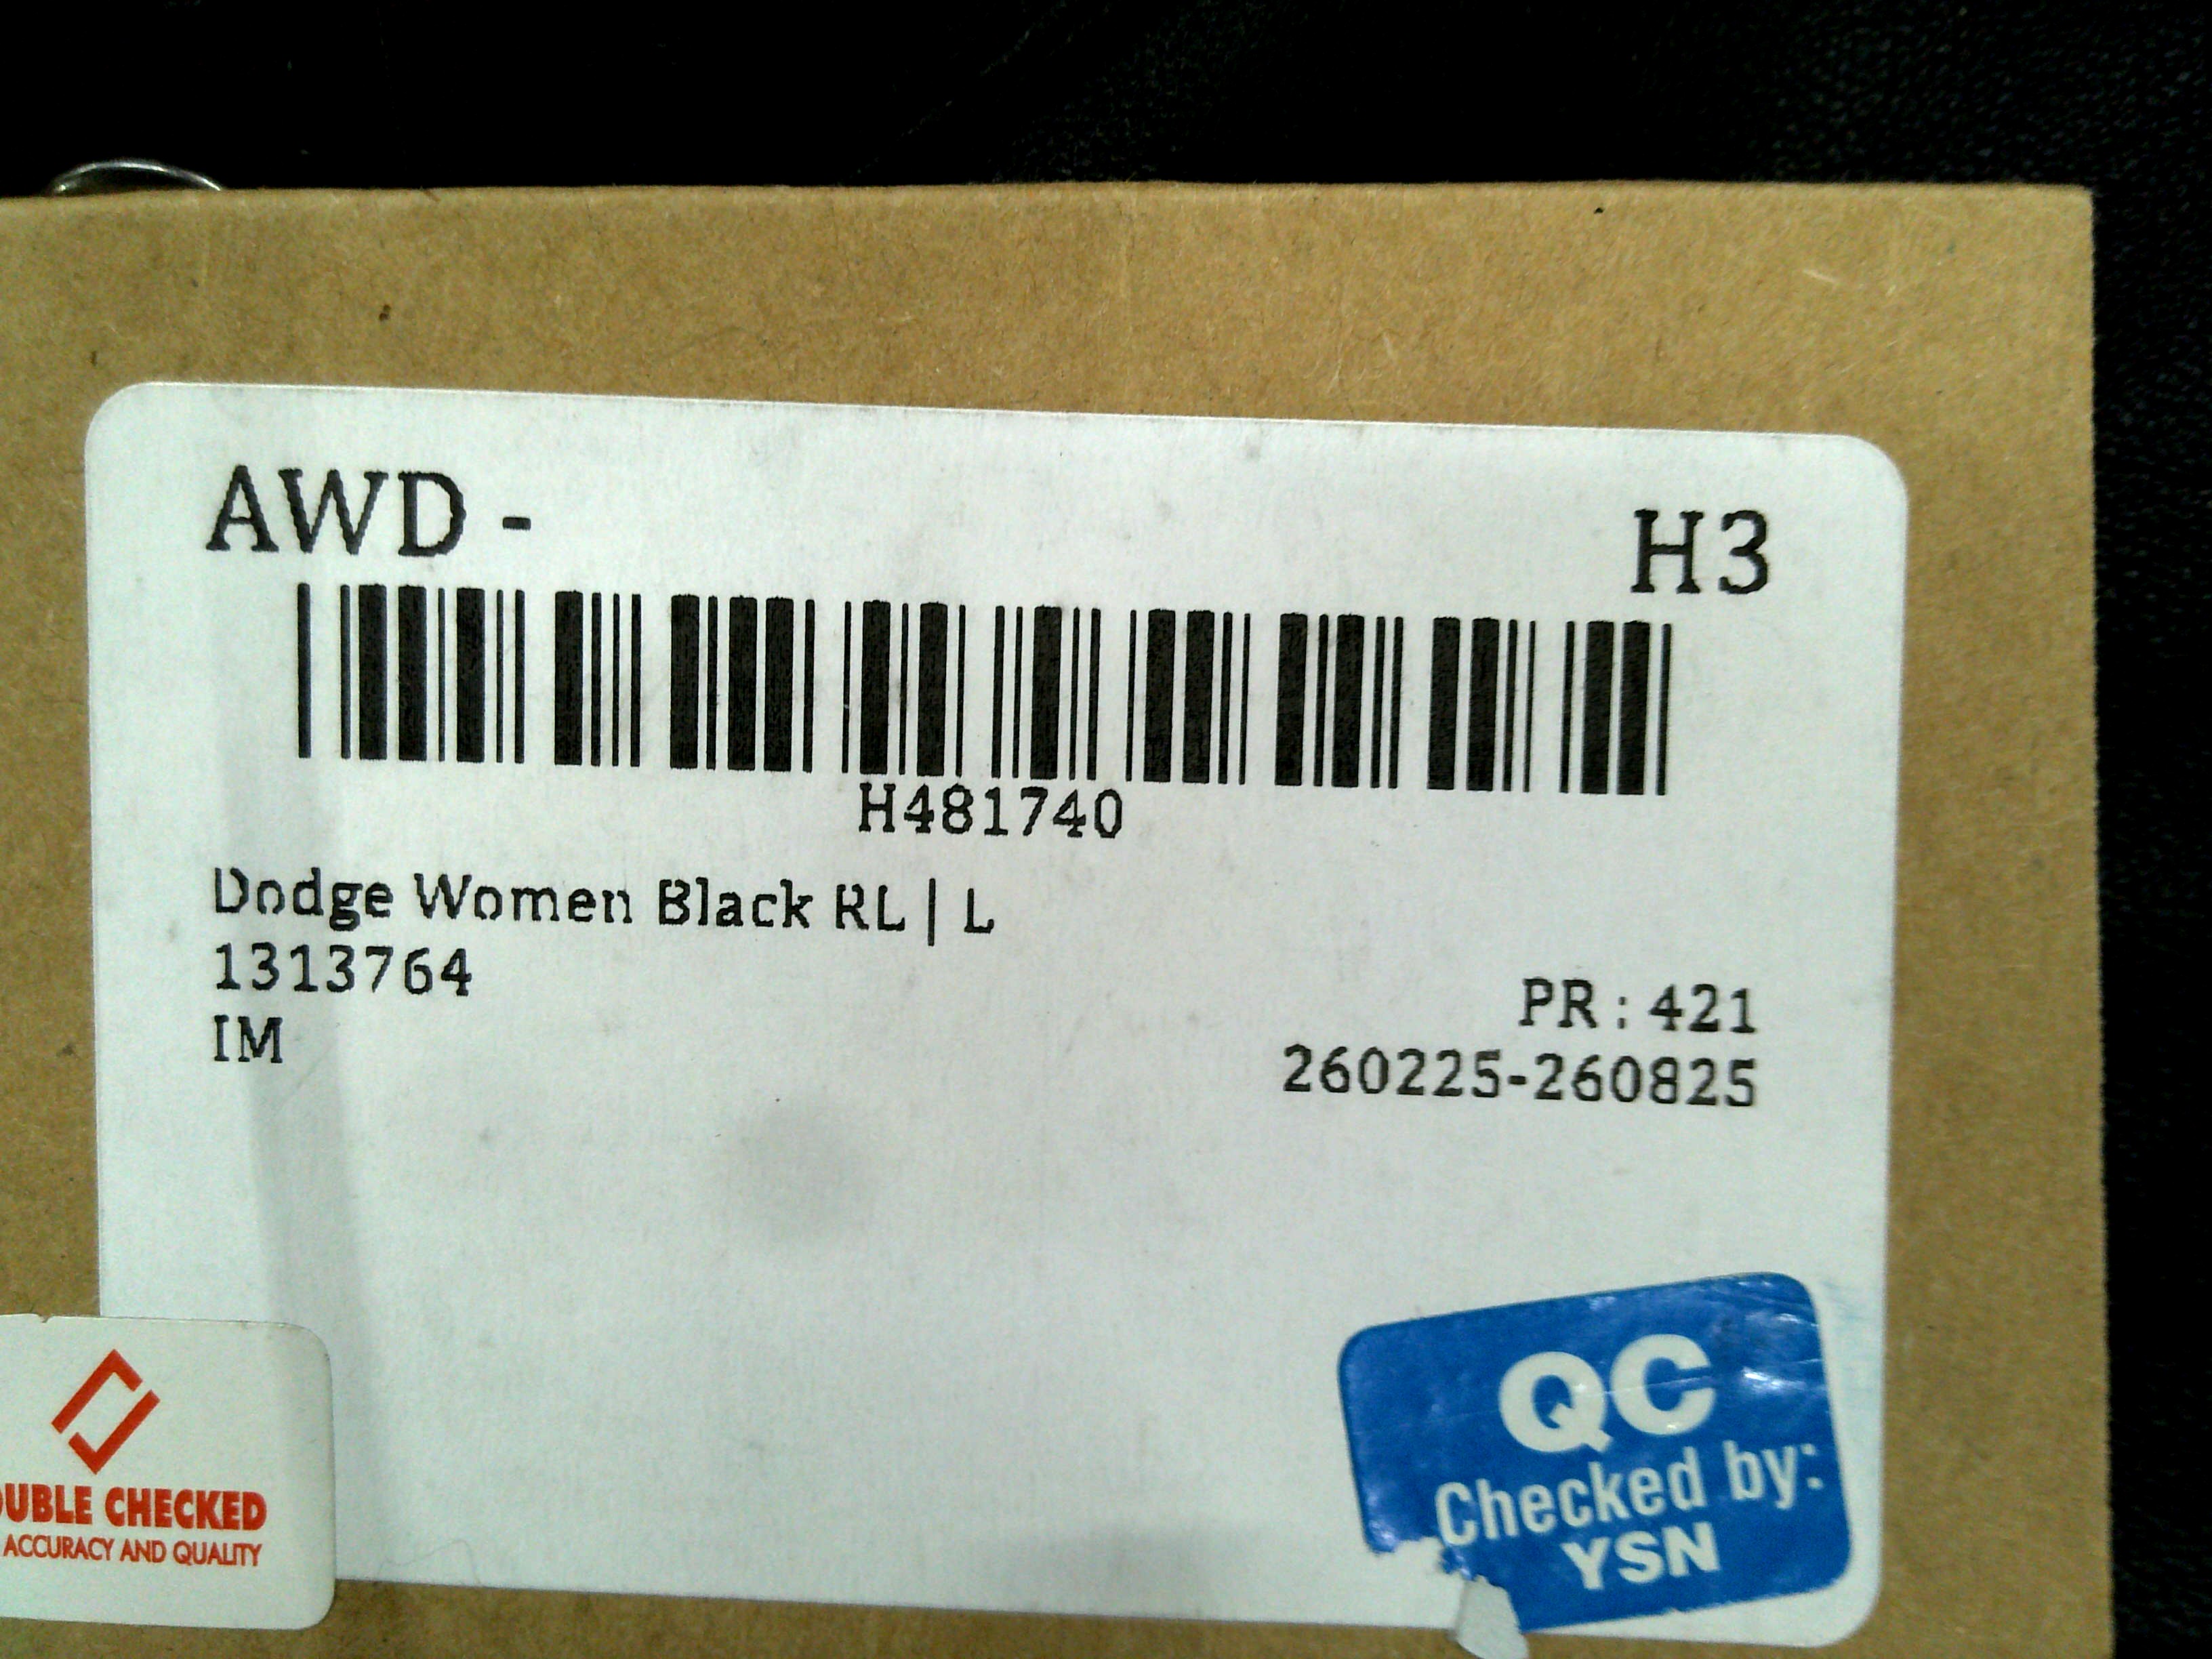 AWD - H3
H481740
Dodge Women Black RL | L
1313764
IM
PR : 421
260225-260825
QC
Checked by:
YSN
OUBLE CHECKED
ACCURACY AND QUALITY